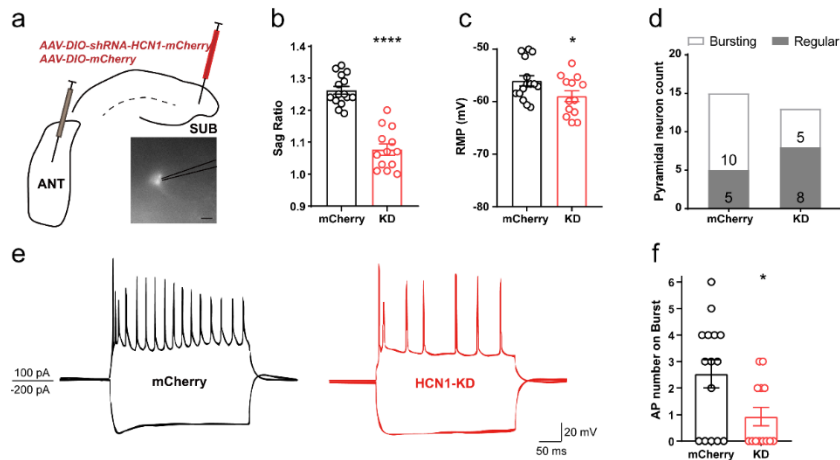 a
AAV-DIO-shRNA-HCN1-mCherry
AAV-DIO-mCherry
SUB
ANT
b
****
Sag Ratio
1.4
1.3
1.2
1.1
1.0
0.9
mCherry KD
c
*
RMP (mV)
-50
-60
-70
-80
mCherry KD
d
Bursting Regular
Pyramidal neuron count
20
15
10
5
0
10
5
5
8
mCherry KD
e
100 pA
-200 pA
mCherry
HCN1-KD
20 mV
50 ms
f
*
AP number on Burst
6
5
4
3
2
1
0
mCherry KD